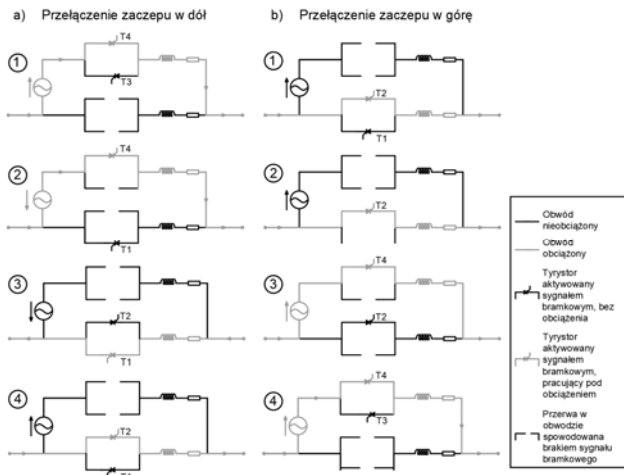 a) Przełączenie zaczepu w dół
b) Przełączenie zaczepu w górę
1
T4
T3
2
T4
T1
3
T2
T1
4
T2
T1
1
T2
T1
2
T2
3
T4
T2
4
T4
T3
Obwód
nieobciążony
Obwód
obciążony
Tyrystor
aktywowany
sygnałem
bramkowym, bez
obciążenia
Tyrystor
aktywowany
sygnałem
bramkowym,
pracujący pod
obciążeniem
Przerwa w
obwodzie
spowodowana
brakiem sygnału
bramkowego